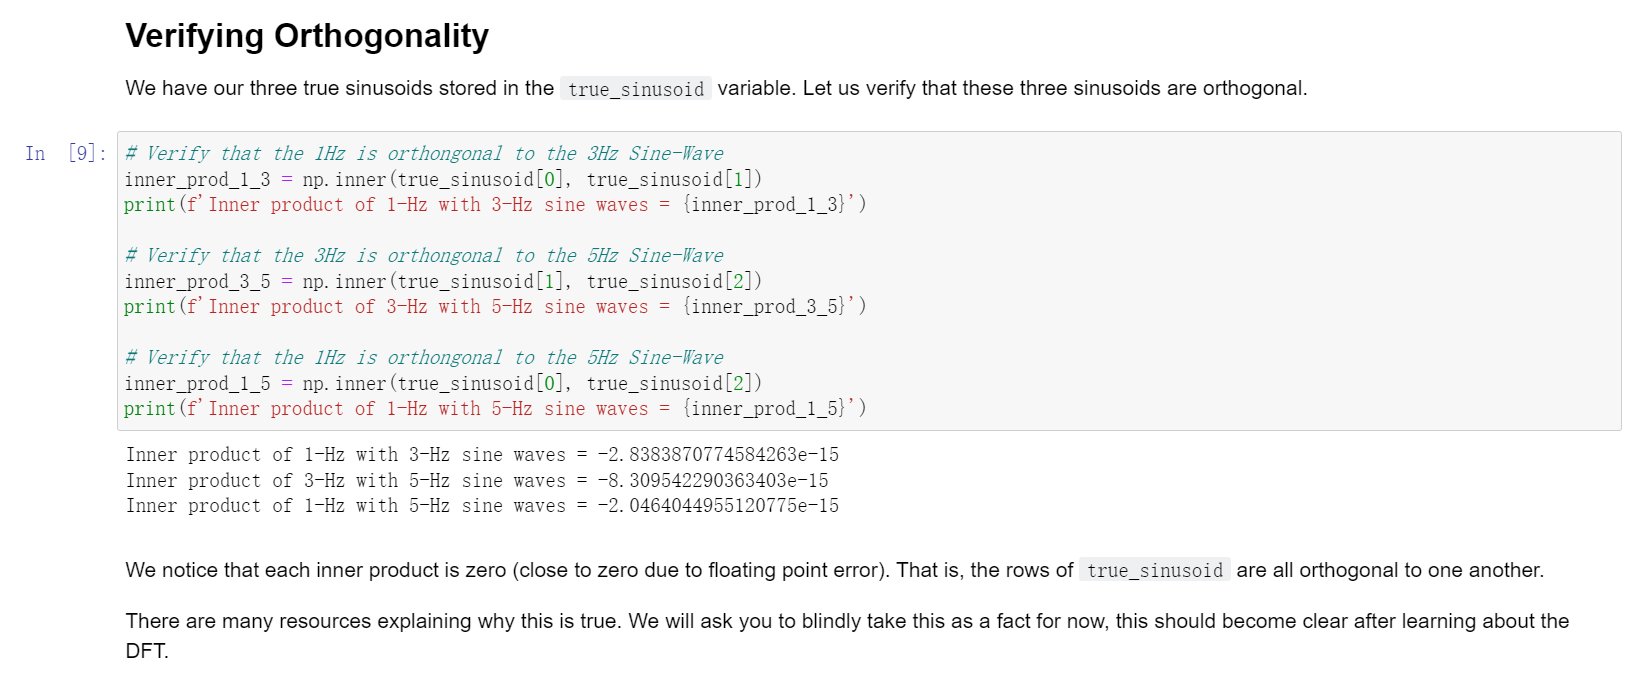 Verifying Orthogonality
We have our three true sinusoids stored in the true_sinusoid variable. Let us verify that these three sinusoids are orthogonal.
In [9]: # Verify that the 1Hz is orthongonal to the 3Hz Sine-Wave
inner_prod_1_3 = np.inner(true_sinusoid[0], true_sinusoid[1])
print(f'Inner product of 1-Hz with 3-Hz sine waves = {inner_prod_1_3}')
# Verify that the 3Hz is orthongonal to the 5Hz Sine-Wave
inner_prod_3_5 = np.inner(true_sinusoid[1], true_sinusoid[2])
print(f'Inner product of 3-Hz with 5-Hz sine waves = {inner_prod_3_5}')
# Verify that the 1Hz is orthongonal to the 5Hz Sine-Wave
inner_prod_1_5 = np.inner(true_sinusoid[0], true_sinusoid[2])
print(f'Inner product of 1-Hz with 5-Hz sine waves = {inner_prod_1_5}')
Inner product of 1-Hz with 3-Hz sine waves = -2.8383870774584263e-15
Inner product of 3-Hz with 5-Hz sine waves = -8.309542290363403e-15
Inner product of 1-Hz with 5-Hz sine waves = -2.0464044955120775e-15
We notice that each inner product is zero (close to zero due to floating point error). That is, the rows of true_sinusoid are all orthogonal to one another.
There are many resources explaining why this is true. We will ask you to blindly take this as a fact for now, this should become clear after learning about the
DFT.